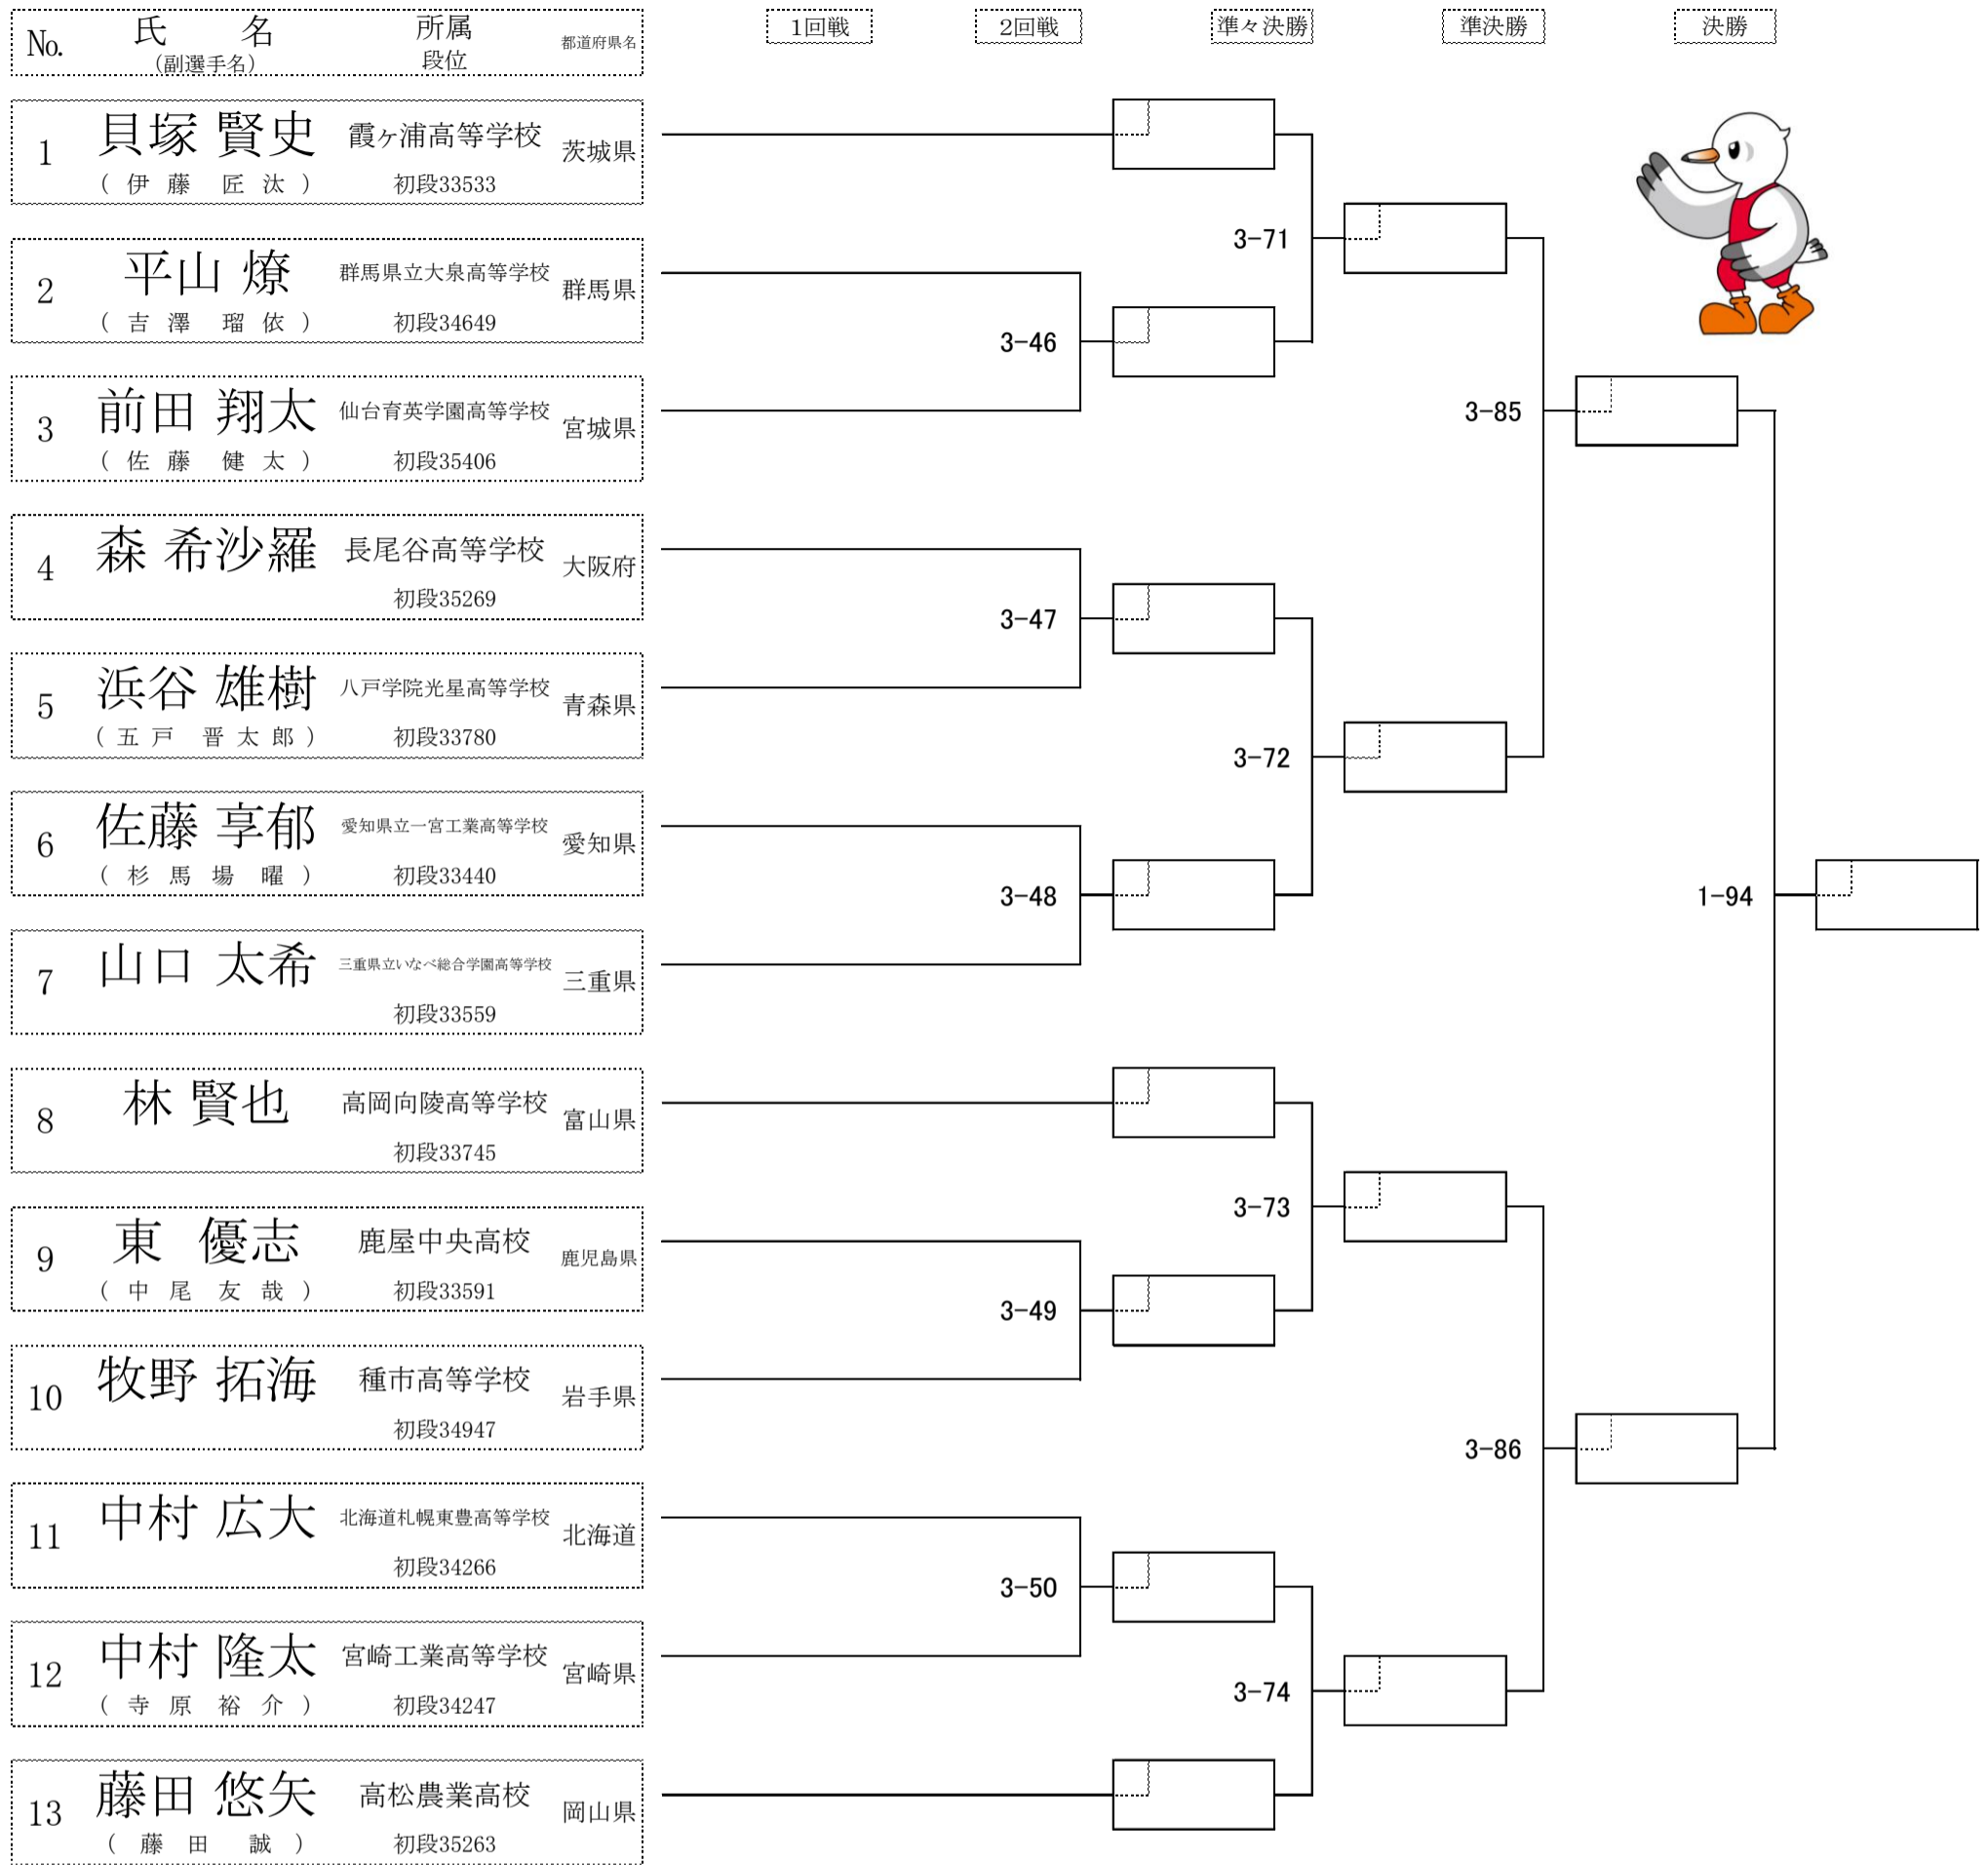 No. 氏 名 所属 都道府県名 1回戦 2回戦 準々決勝 準決勝 決勝
(副選手名) 段位
1 貝塚 賢史 霞ヶ浦高等学校 茨城県
( 伊 藤 匠 汰 ) 初段33533
3-71
2 平山 燎 群馬県立大泉高等学校 群馬県
( 吉 澤 瑠 依 ) 初段34649
3-46
3 前田 翔太 仙台育英学園高等学校 宮城県
( 佐 藤 健 太 ) 初段35406
3-85
4 森 希沙羅 長尾谷高等学校 大阪府
初段35269
3-47
5 浜谷 雄樹 八戸学院光星高等学校 青森県
( 五 戸 晋 太 郎 ) 初段33780
3-72
6 佐藤 享郁 愛知県立一宮工業高等学校 愛知県
( 杉 馬 場 曜 ) 初段33440
3-48
1-94
7 山口 太希 三重県立いなべ総合学園高等学校 三重県
初段33559
8 林 賢也 高岡向陵高等学校 富山県
初段33745
3-73
9 東 優志 鹿屋中央高校 鹿児島県
( 中 尾 友 哉 ) 初段33591
3-49
10 牧野 拓海 種市高等学校 岩手県
初段34947
3-86
11 中村 広大 北海道札幌東豊高等学校 北海道
初段34266
3-50
12 中村 隆太 宮崎工業高等学校 宮崎県
( 寺 原 裕 介 ) 初段34247
3-74
13 藤田 悠矢 高松農業高校 岡山県
( 藤 田 誠 ) 初段35263